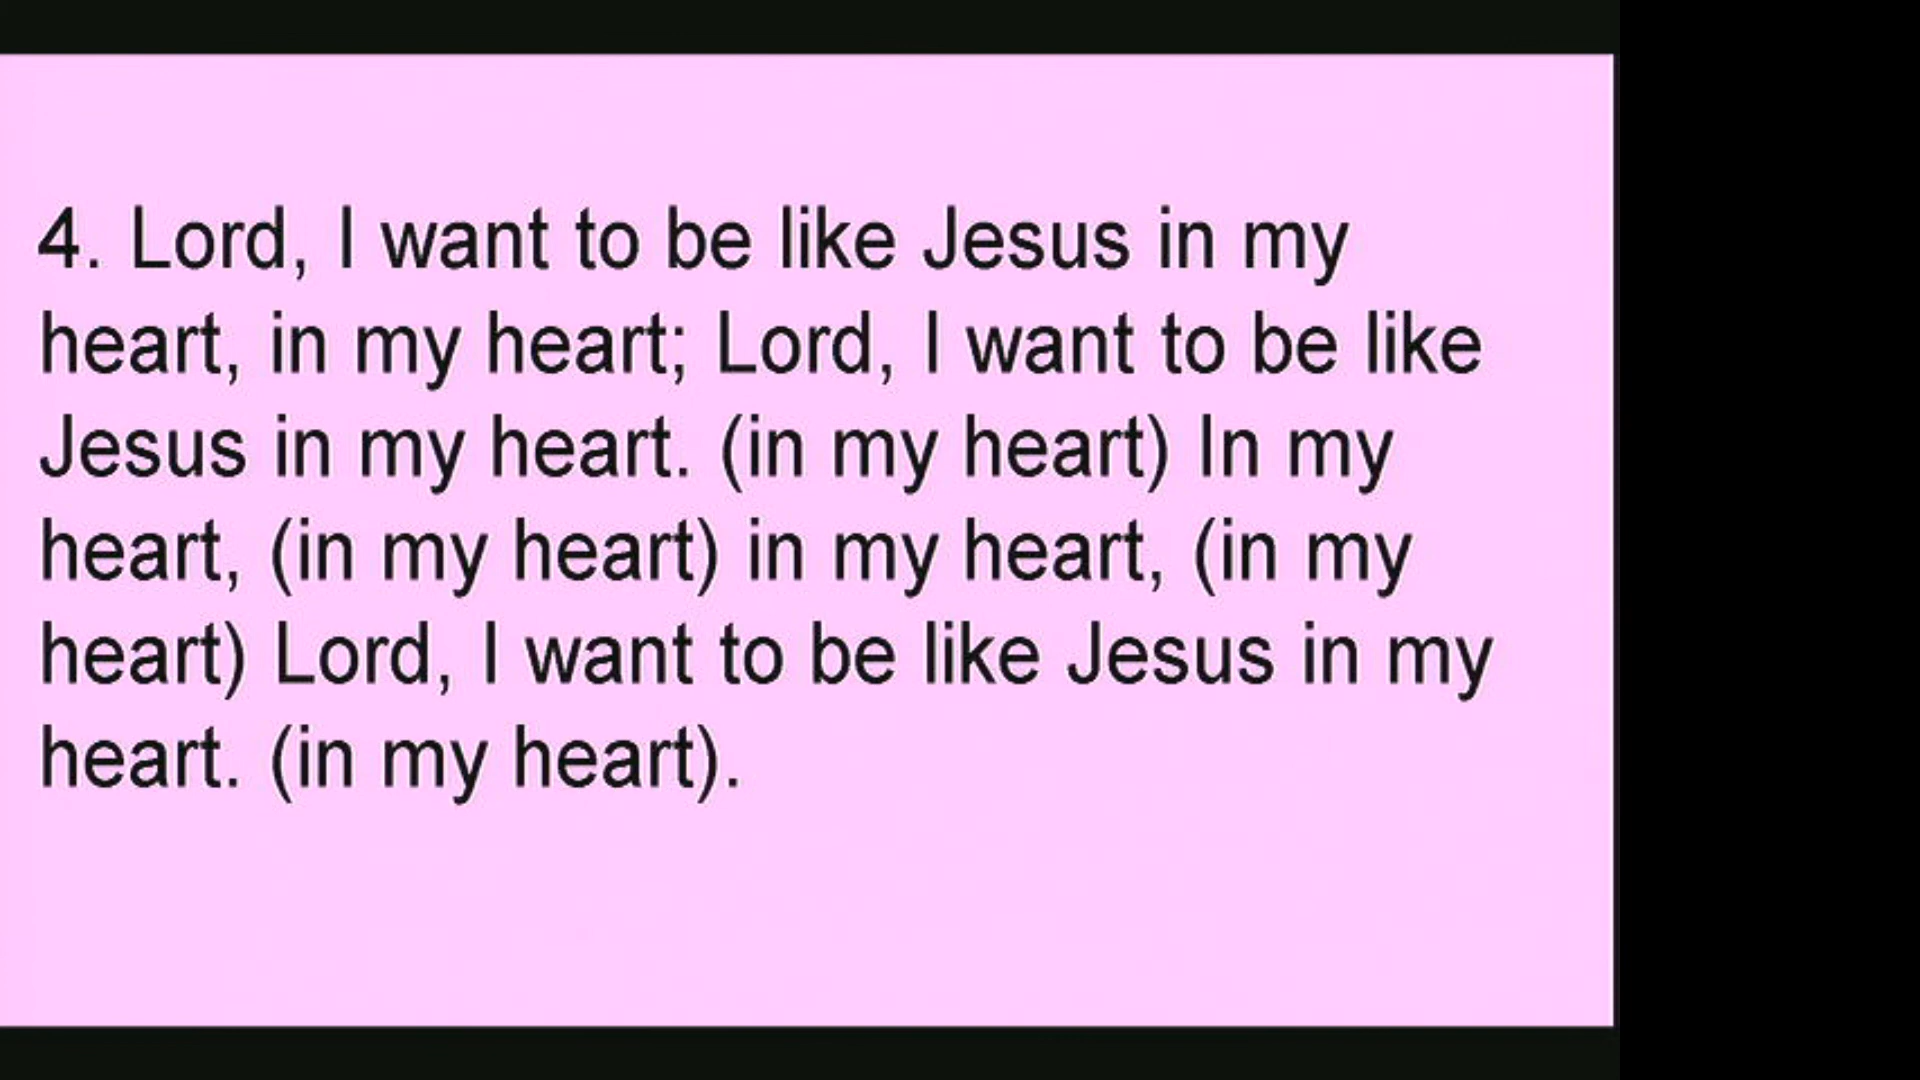 4. Lord, I want to be like Jesus in my
heart, in my heart; Lord, I want to be like
Jesus in my heart. (in my heart) In my
heart, (in my heart) in my heart, (in my
heart) Lord, I want to be like Jesus in my
heart. (in my heart).